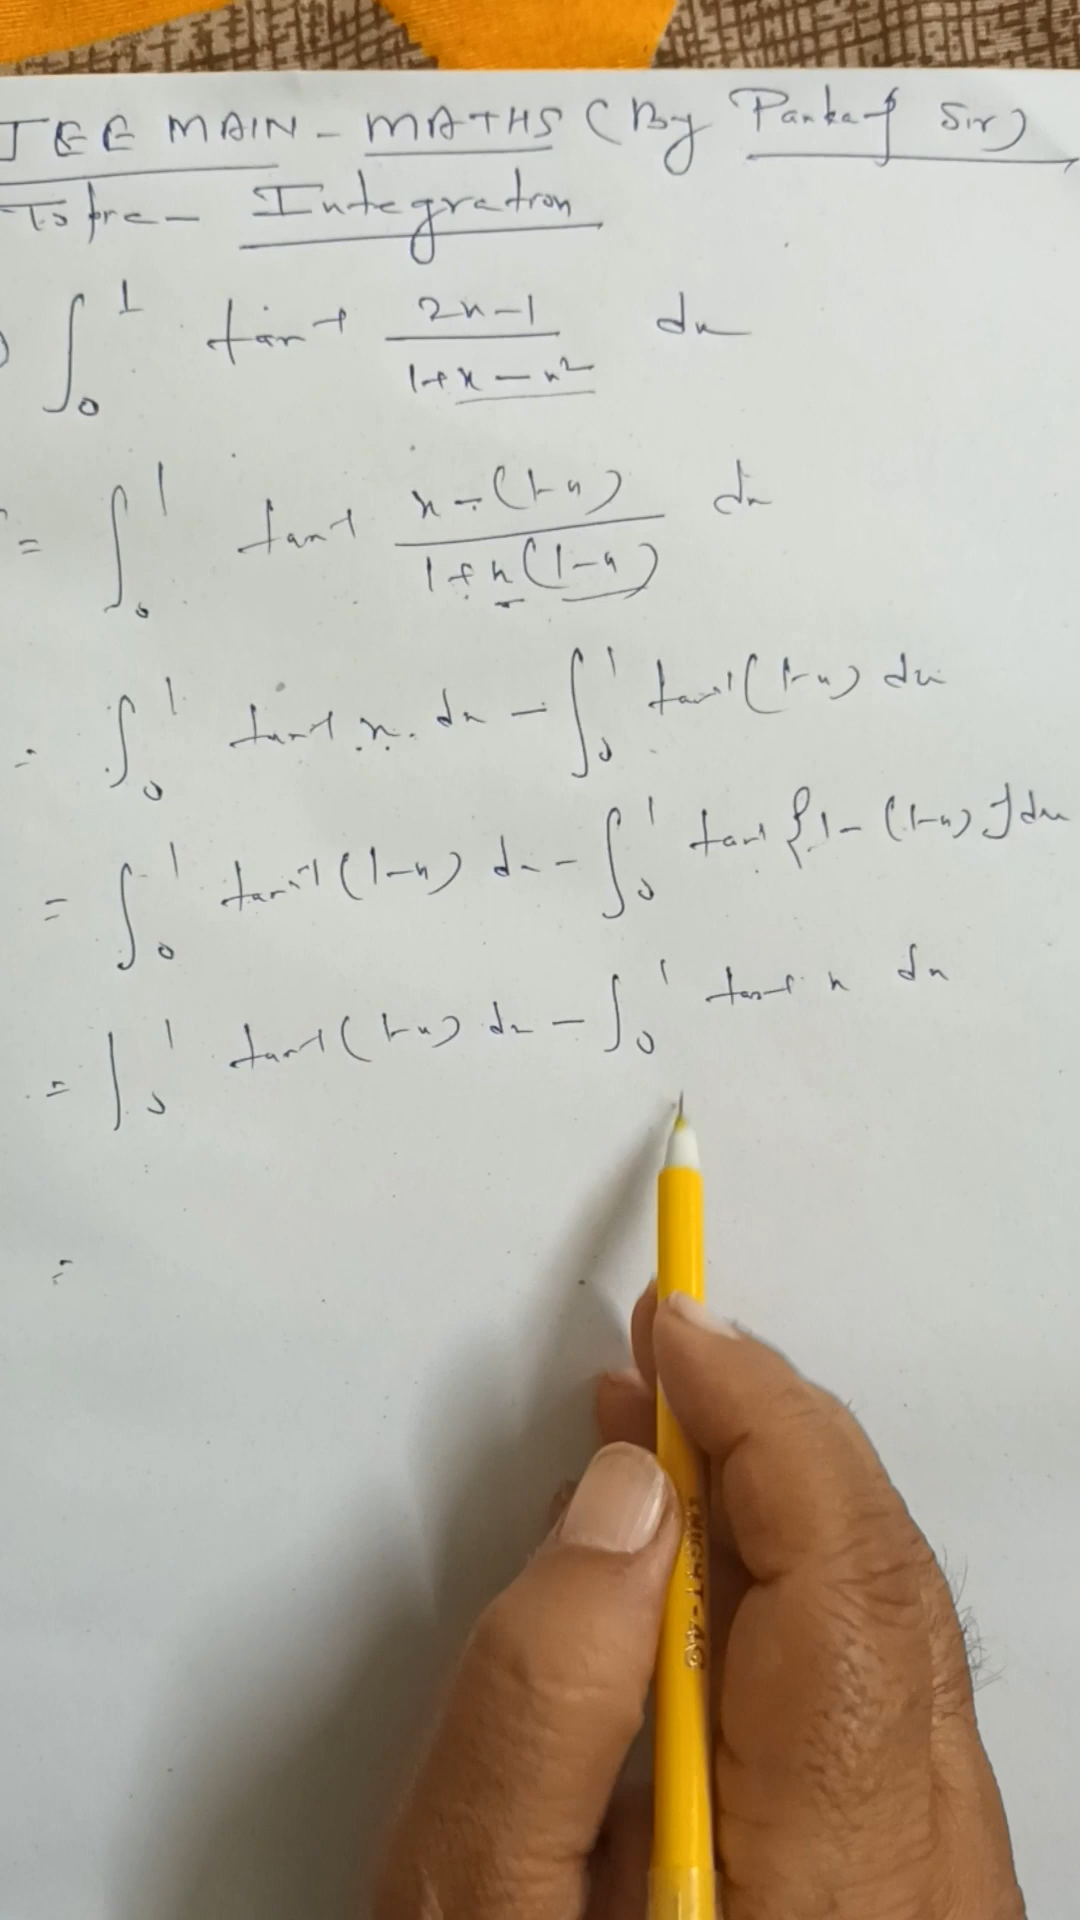 JEE MAIN - MATHS (By Pankaj Sir)
Topic - Integration
∫₀¹ tan⁻¹ (2x-1)/(1+x-x²) dx
= ∫₀¹ tan⁻¹ (x-(1-x))/(1+x(1-x)) dx
= ∫₀¹ tan⁻¹ x. dx - ∫₀¹ tan⁻¹(1-x) dx
= ∫₀¹ tan⁻¹(1-x) dx - ∫₀¹ tan⁻¹{1-(1-x)} dx
= ∫₀¹ tan⁻¹(1-x) dx - ∫₀¹ tan⁻¹ x dx
=